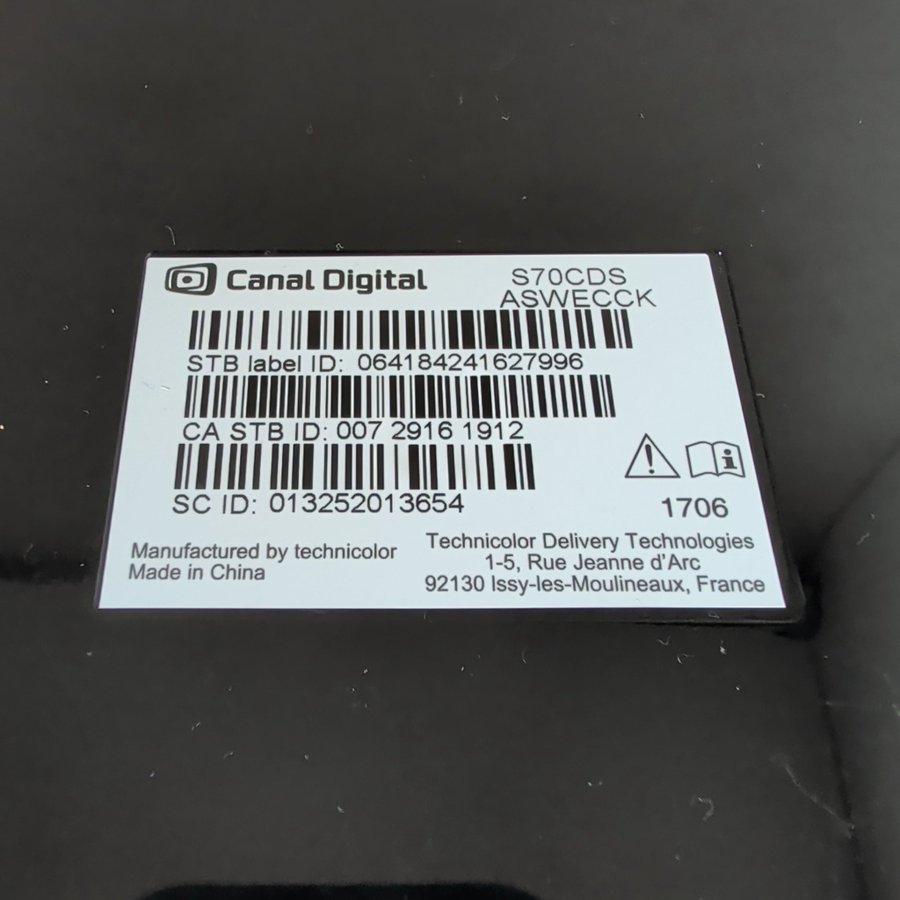 Canal Digital
S70CDS
ASWECCK
STB label ID: 064184241627996
CA STB ID: 007 2916 1912
SC ID: 013252013654
1706
Manufactured by technicolor
Made in China
Technicolor Delivery Technologies
1-5, Rue Jeanne d'Arc
92130 Issy-les-Moulineaux, France